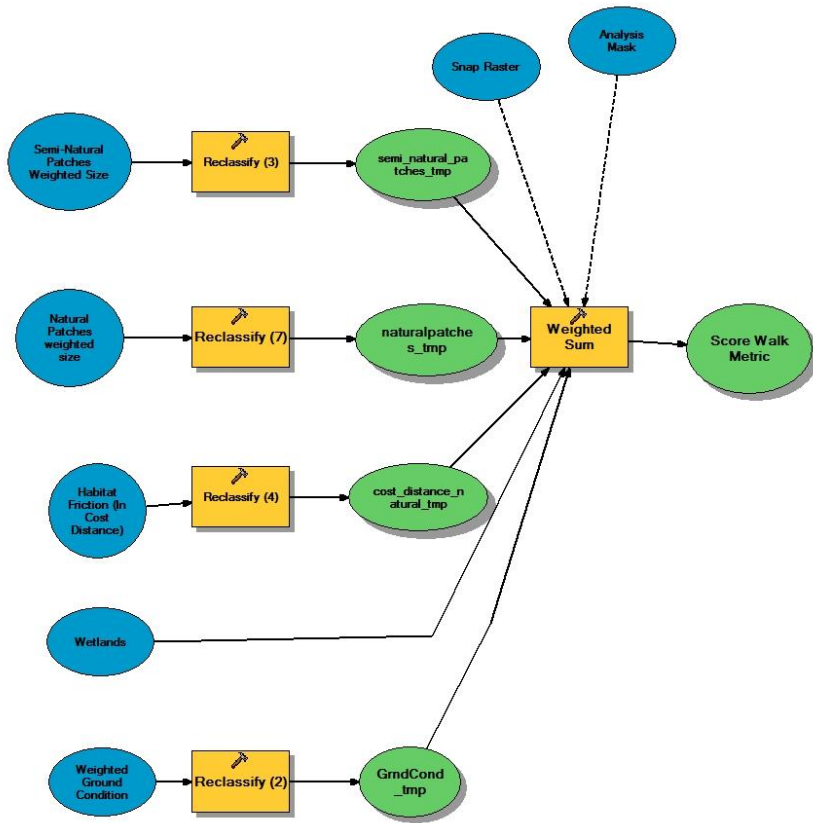 Analysis
Mask
Snap Raster
Semi-Natural
Patches
Weighted Size
Reclassify (3)
semi_natural_pa
tches_tmp
Natural
Patches
weighted
size
Reclassify (7)
naturalpatche
s_tmp
Weighted
Sum
Score Walk
Metric
Habitat
Friction (In
Cost
Distance)
Reclassify (4)
cost_distance_n
atural_tmp
Wetlands
Weighted
Ground
Condition
Reclassify (2)
GrndCond
_tmp